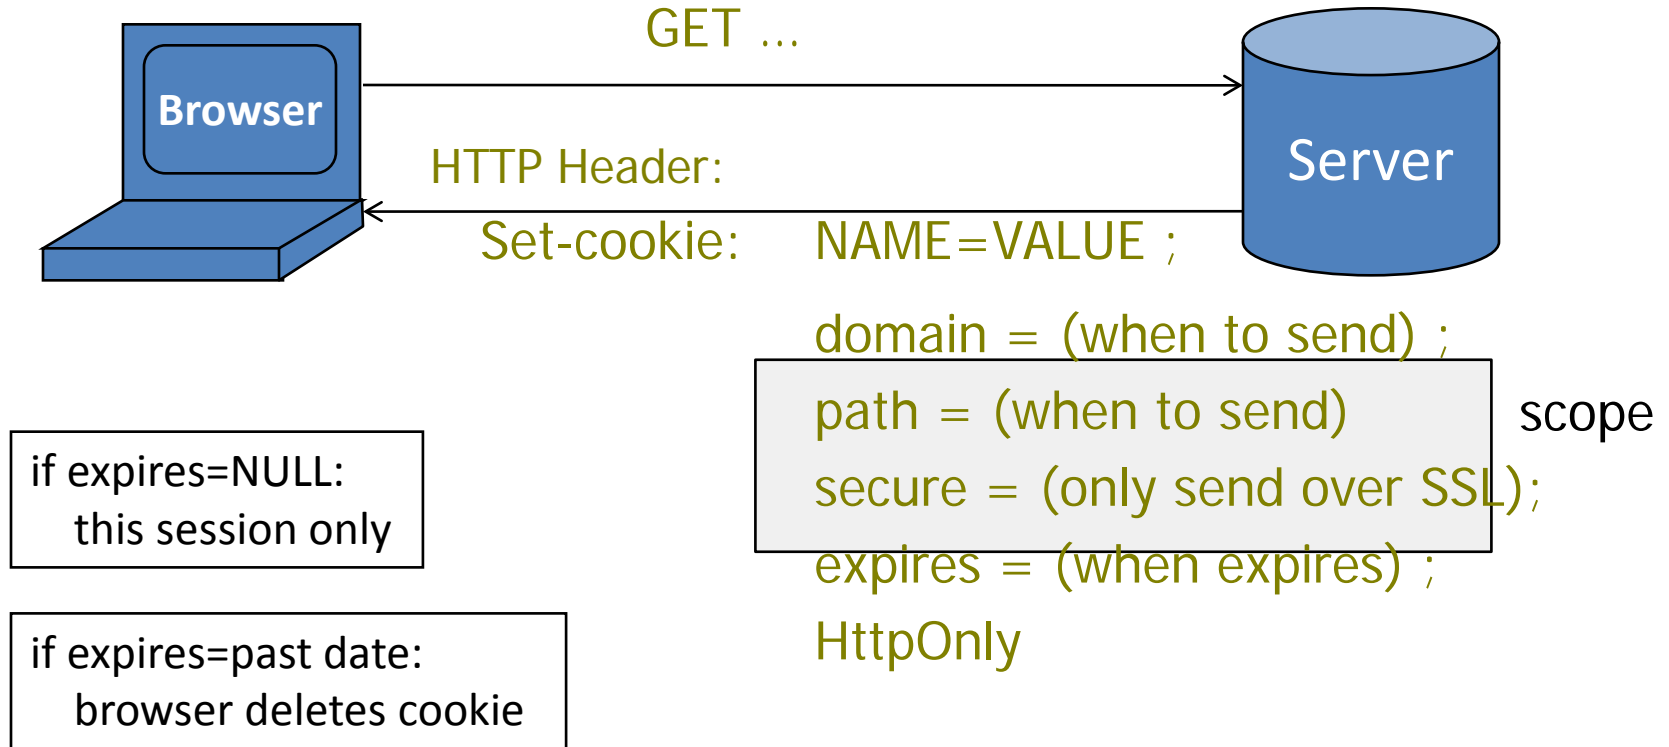 GET ...
Browser
Server
HTTP Header:
Set-cookie: NAME=VALUE ;
domain = (when to send) ;
path = (when to send)
scope
secure = (only send over SSL);
expires = (when expires) ;
HttpOnly
if expires=NULL:
this session only
if expires=past date:
browser deletes cookie